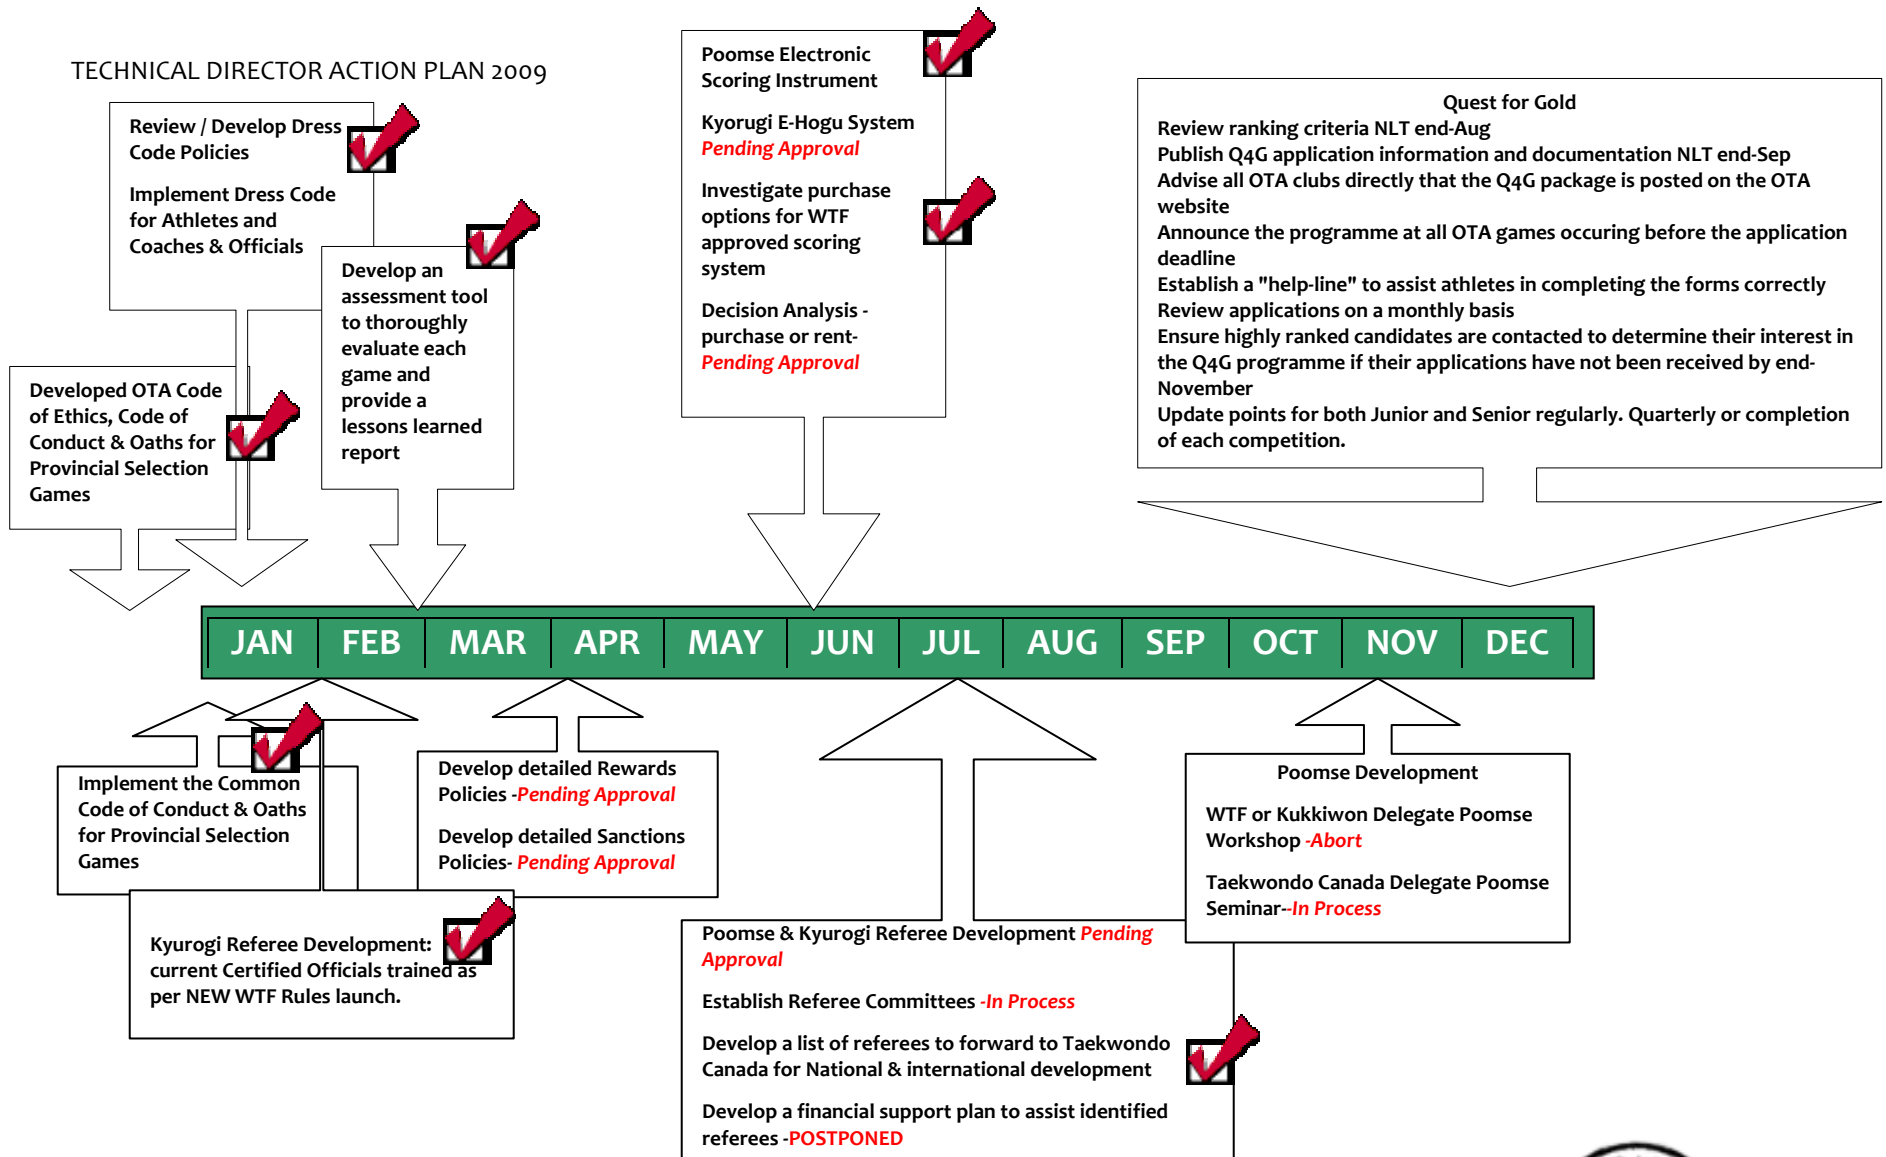 TECHNICAL DIRECTOR ACTION PLAN 2009
Review / Develop Dress
Code Policies
Implement Dress Code
for Athletes and
Coaches & Officials
Develop an
assessment tool
to thoroughly
evaluate each
game and
provide a
lessons learned
report
Developed OTA Code
of Ethics, Code of
Conduct & Oaths for
Provincial Selection
Games
Poomse Electronic
Scoring Instrument
Kyorugi E-Hogu System
Pending Approval
Investigate purchase
options for WTF
approved scoring
system
Decision Analysis -
purchase or rent-
Pending Approval
Quest for Gold
Review ranking criteria NLT end-Aug
Publish Q4G application information and documentation NLT end-Sep
Advise all OTA clubs directly that the Q4G package is posted on the OTA
website
Announce the programme at all OTA games occuring before the application
deadline
Establish a "help-line" to assist athletes in completing the forms correctly
Review applications on a monthly basis
Ensure highly ranked candidates are contacted to determine their interest in
the Q4G programme if their applications have not been received by end-
November
Update points for both Junior and Senior regularly. Quarterly or completion
of each competition.
JAN FEB MAR APR MAY JUN JUL AUG SEP OCT NOV DEC
Implement the Common
Code of Conduct & Oaths
for Provincial Selection
Games
Kyurogi Referee Development:
current Certified Officials trained as
per NEW WTF Rules launch.
Develop detailed Rewards
Policies -Pending Approval
Develop detailed Sanctions
Policies- Pending Approval
Poomse & Kyurogi Referee Development Pending
Approval
Establish Referee Committees -In Process
Develop a list of referees to forward to Taekwondo
Canada for National & international development
Develop a financial support plan to assist identified
referees -POSTPONED
Poomse Development
WTF or Kukkiwon Delegate Poomse
Workshop -Abort
Taekwondo Canada Delegate Poomse
Seminar--In Process